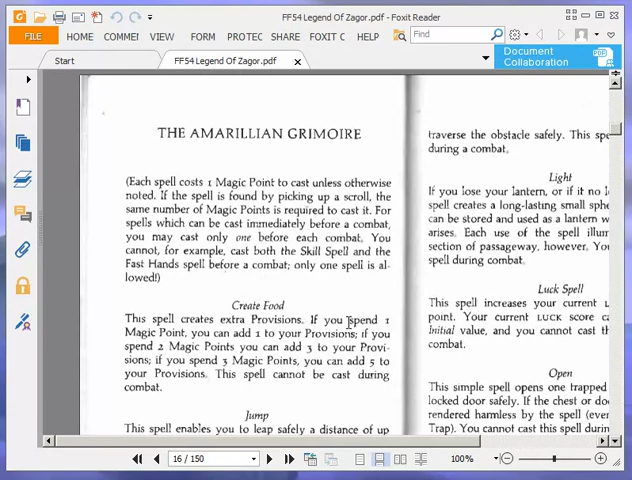 FF54 Legend Of Zagor.pdf - Foxit Reader
FILE HOME COMMEI VIEW FORM PROTEC SHARE FOXIT C HELP Find
Document
Collaboration
Start FF54 Legend Of Zagor.pdf
THE AMARILLIAN GRIMOIRE
(Each spell costs 1 Magic Point to cast unless otherwise
noted. If the spell is found by picking up a scroll, the
same number of Magic Points is required to cast it. For
spells which can be cast immediately before a combat,
you may cast only one before each combat. You
cannot, for example, cast both the Skill Spell and the
Fast Hands spell before a combat; only one spell is al-
lowed!)
Create Food
This spell creates extra Provisions. If you spend 1
Magic Point, you can add 1 to your Provisions; if you
spend 2 Magic Points you can add 3 to your Provi-
sions; if you spend 3 Magic Points, you can add 5 to
your Provisions. This spell cannot be cast during
combat.
Jump
This spell enables you to leap safely a distance of up
traverse the obstacle safely. This spe
during a combat.
Light
If you lose your lantern, or if it no l
spell creates a long-lasting small sphe
can be stored and used as a lantern w
arises. Each use of the spell illum
section of passageway, however. Yo
spell during combat.
Luck Spell
This spell increases your current L
point. Your current LUCK score ca
Initial value, and you cannot cast th
combat.
Open
This simple spell opens one trapped
locked door safely. If the chest or do
rendered harmless by the spell (ever
Trap). You cannot cast this spell durin
16 / 150 100%